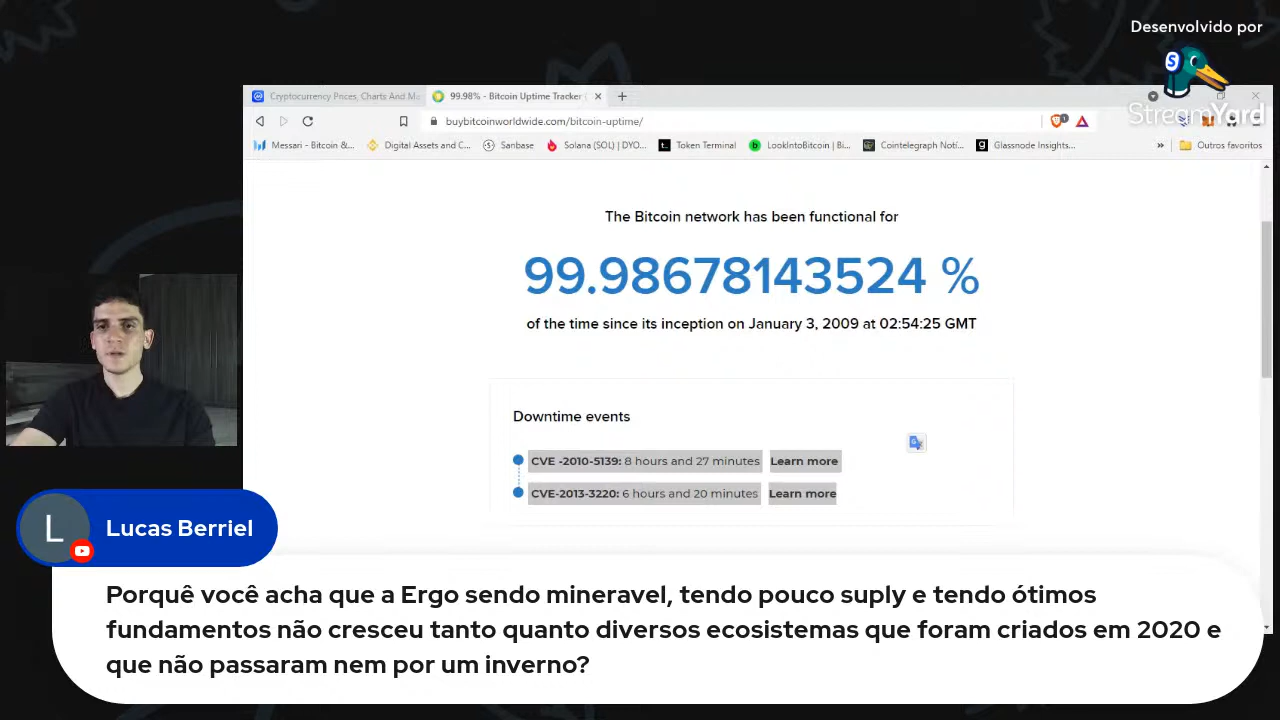 Desenvolvido por
S
StreamYard
Cryptocurrency Prices, Charts And Ma
99.98% - Bitcoin Uptime Tracker
buybitcoinworldwide.com/bitcoin-uptime/
Messari - Bitcoin &... Digital Assets and C... Sanbase Solana (SOL) | DYO... t. Token Terminal b LookIntoBitcoin | Bi... Cointelegraph Notí... g Glassnode Insights... » Outros favoritos
The Bitcoin network has been functional for
99.98678143524 %
of the time since its inception on January 3, 2009 at 02:54:25 GMT
Downtime events
CVE -2010-5139: 8 hours and 27 minutes Learn more
CVE-2013-3220: 6 hours and 20 minutes Learn more
L Lucas Berriel
Porquê você acha que a Ergo sendo mineravel, tendo pouco suply e tendo ótimos
fundamentos não cresceu tanto quanto diversos ecosistemas que foram criados em 2020 e
que não passaram nem por um inverno?